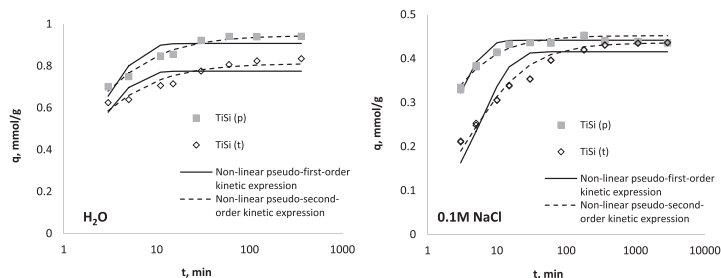 q, mmol/g
1
0.8
0.6
0.4
0.2
0
TiSi (p)
TiSi (t)
Non-linear pseudo-first-order
kinetic expression
Non-linear pseudo-second-
order kinetic expression
H₂O
1
10
100
1000
t, min
q, mmol/g
0.5
0.4
0.3
0.2
0.1
0
TiSi (p)
TiSi (t)
Non-linear pseudo-first-order
kinetic expression
Non-linear pseudo-second-
order kinetic expression
0.1M NaCl
1
10
100
1000
10000
t. min